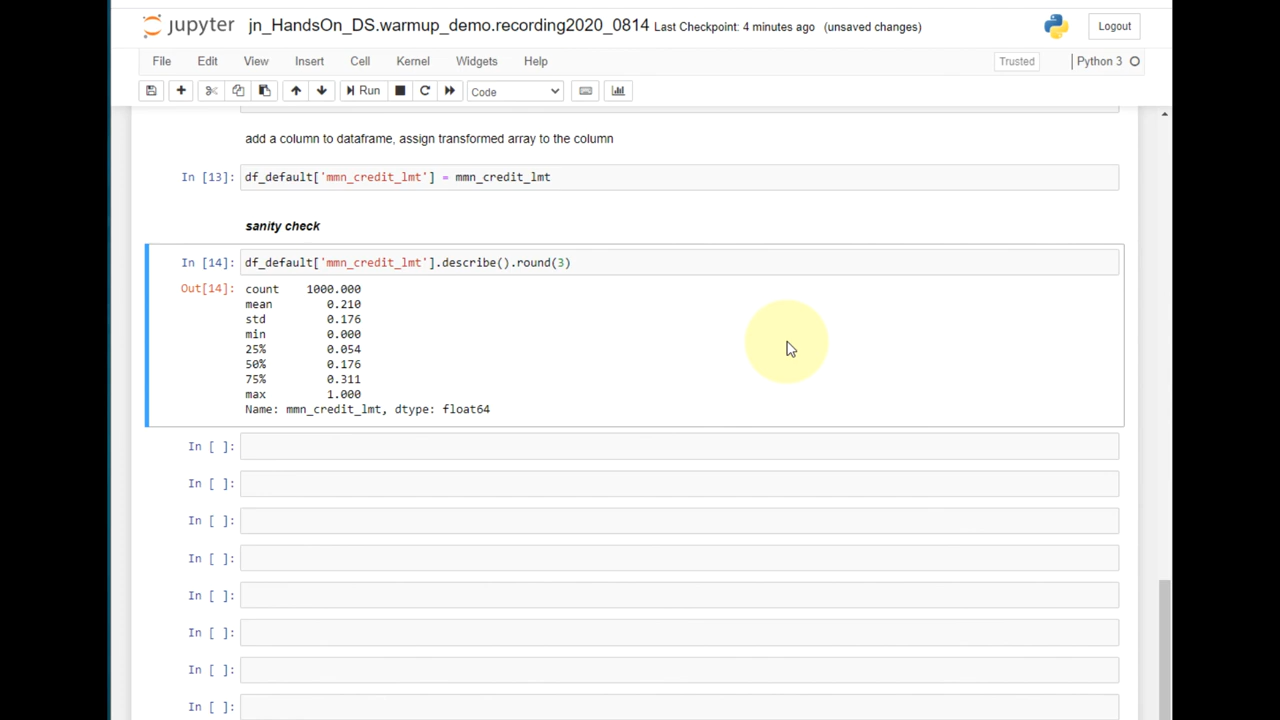 jupyter jn_HandsOn_DS.warmup_demo.recording2020_0814 Last Checkpoint: 4 minutes ago (unsaved changes) Logout
File Edit View Insert Cell Kernel Widgets Help Trusted Python 3
Run Code
add a column to dataframe, assign transformed array to the column
In [13]: df_default['mmn_credit_lmt'] = mmn_credit_lmt
sanity check
In [14]: df_default['mmn_credit_lmt'].describe().round(3)
Out[14]: count 1000.000
mean 0.210
std 0.176
min 0.000
25% 0.054
50% 0.176
75% 0.311
max 1.000
Name: mmn_credit_lmt, dtype: float64
In [ ]:
In [ ]:
In [ ]:
In [ ]:
In [ ]:
In [ ]:
In [ ]:
In [ ]: